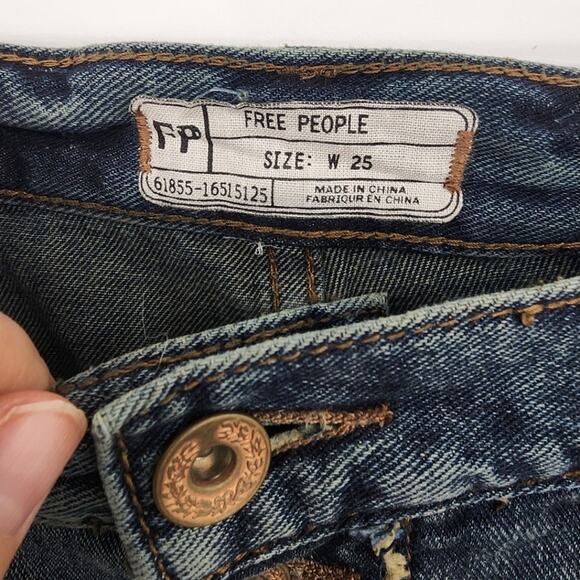 FP
FREE PEOPLE
SIZE: W 25
61855-16515125
MADE IN CHINA
FABRIQUR EN CHINA